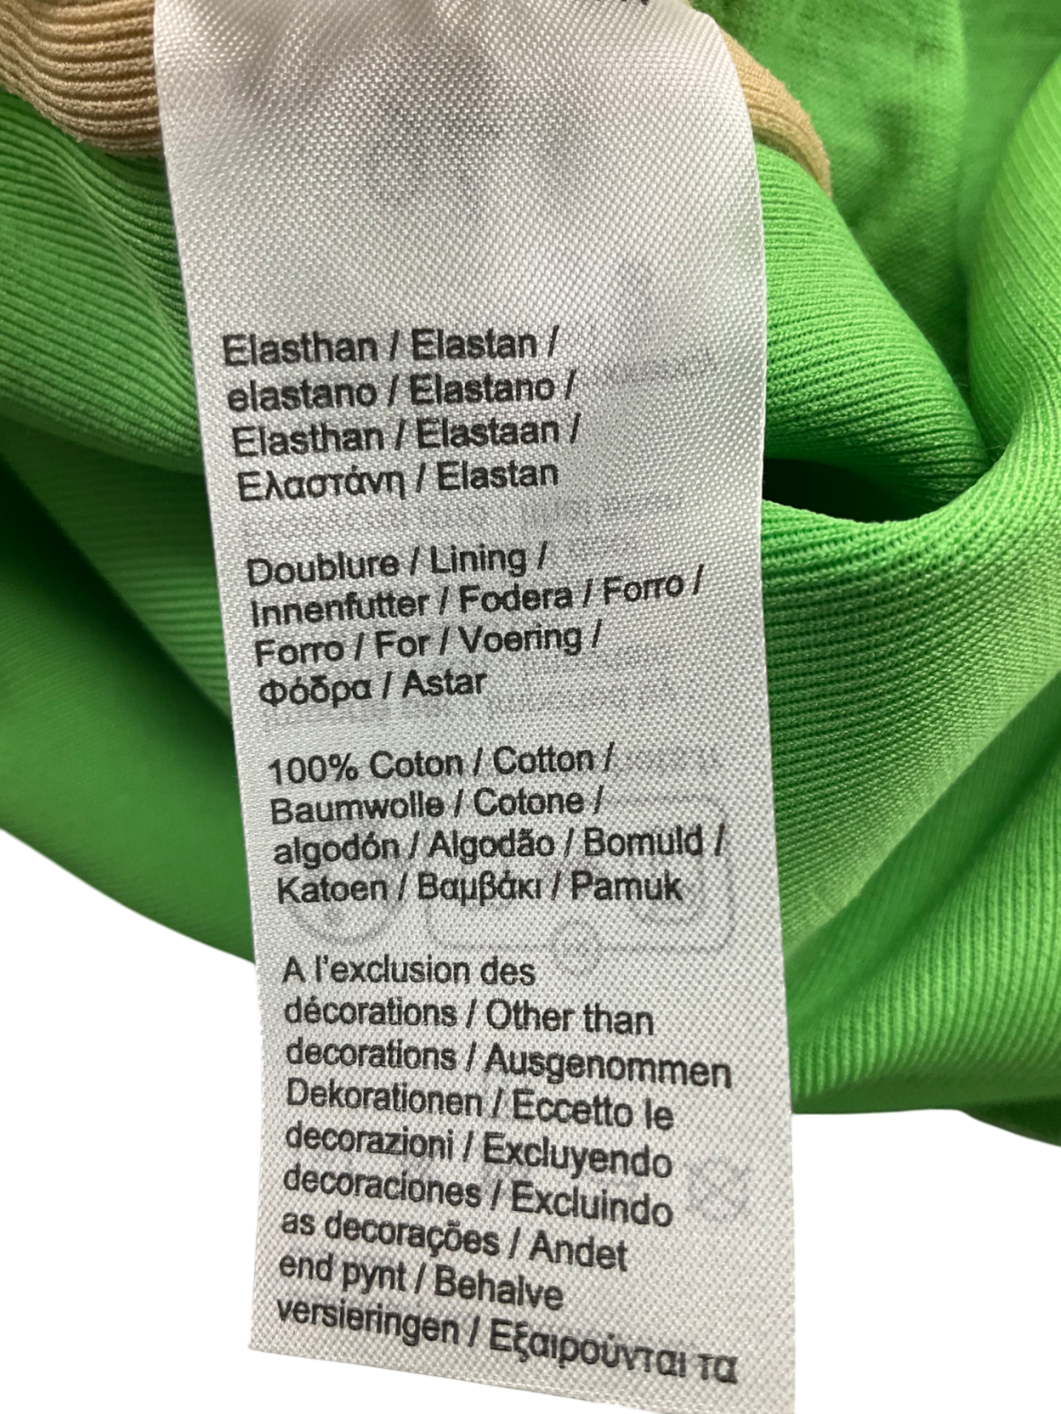 Elasthan / Elastan /
elastano / Elastano /
Elasthan / Elastaan /
Ελαστάνη / Elastan
Doublure / Lining /
Innenfutter / Fodera / Forro /
Forro / For / Voering /
Φόδρα / Astar
100% Coton / Cotton /
Baumwolle / Cotone /
algodón / Algodão / Bomuld /
Katoen / Βαμβάκι / Pamuk
A l'exclusion des
décorations / Other than
decorations / Ausgenommen
Dekorationen / Eccetto le
decorazioni / Excluyendo
decoraciones / Excluindo
as decorações / Andet
end pynt / Behalve
versieringen / Εξαιρούνται τα